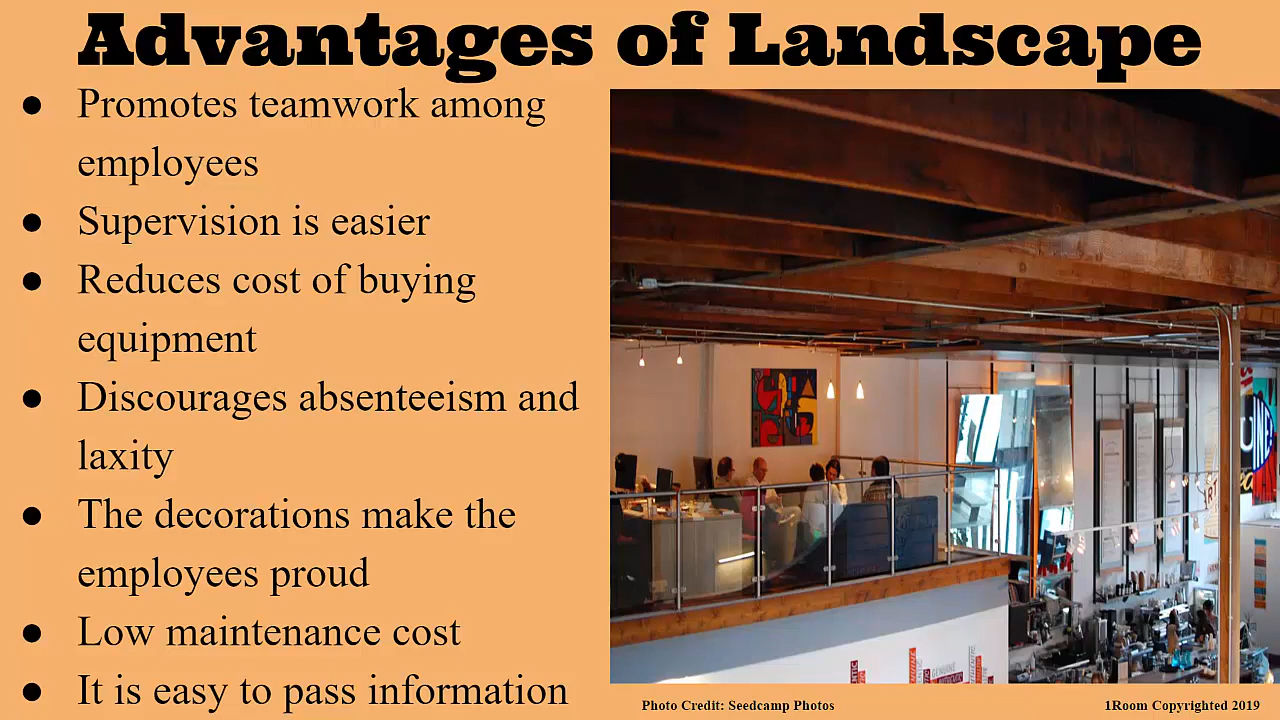 Advantages of Landscape
● Promotes teamwork among
employees
● Supervision is easier
● Reduces cost of buying
equipment
● Discourages absenteeism and
laxity
● The decorations make the
employees proud
● Low maintenance cost
● It is easy to pass information
Photo Credit: Seedcamp Photos
1Room Copyrighted 2019